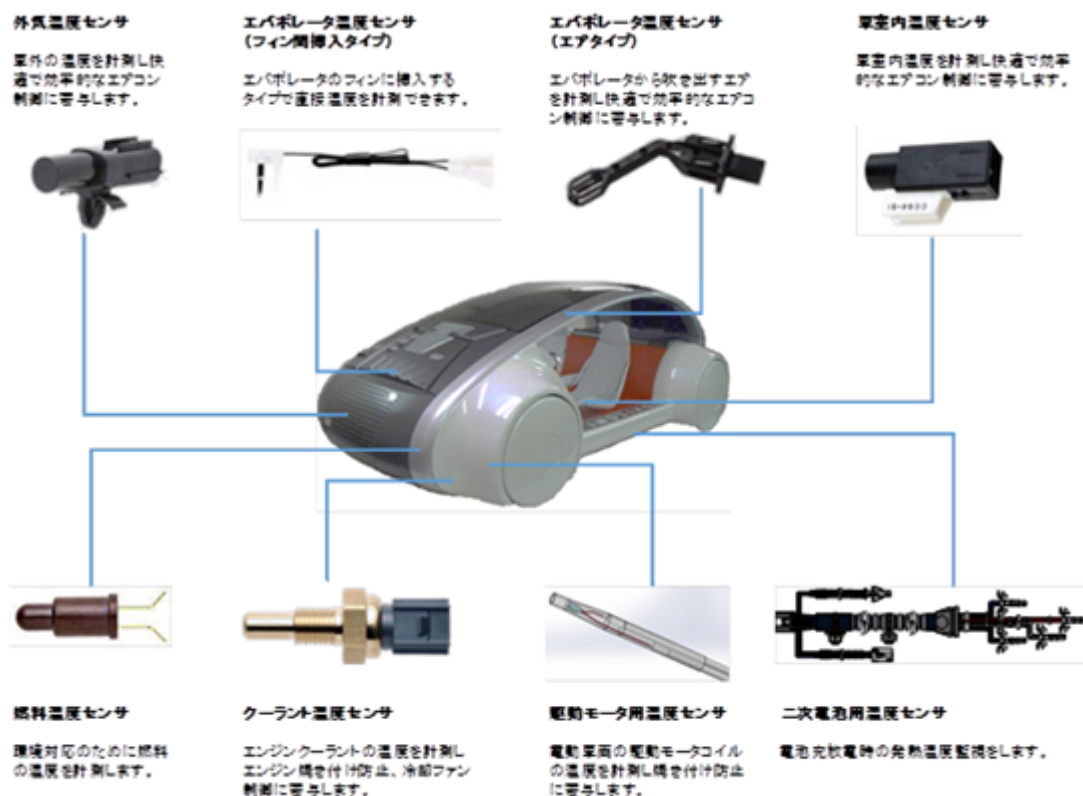 外気温度センサ
車外の温度を計測し快
適で効率的なエアコン
制御に寄与します。
エバポレータ温度センサ
(フィン間挿入タイプ)
エバポレータのフィンに挿入する
タイプで直接温度を計測できます。
エバポレータ温度センサ
(エアタイプ)
エバポレータから吹き出すエア
を計測し快適で効率的なエアコ
ン制御に寄与します。
車室内温度センサ
車室内温度を計測し快適で効率
的なエアコン制御に寄与します。
燃料温度センサ
環境対応のために燃料
の温度を計測します。
クーラント温度センサ
エンジンクーラントの温度を計測し
エンジン焼き付け防止、冷却ファン
制御に寄与します。
駆動モータ用温度センサ
電動車両の駆動モータコイル
の温度を計測し焼き付け防止
に寄与します。
二次電池用温度センサ
電池充放電時の発熱温度監視をします。